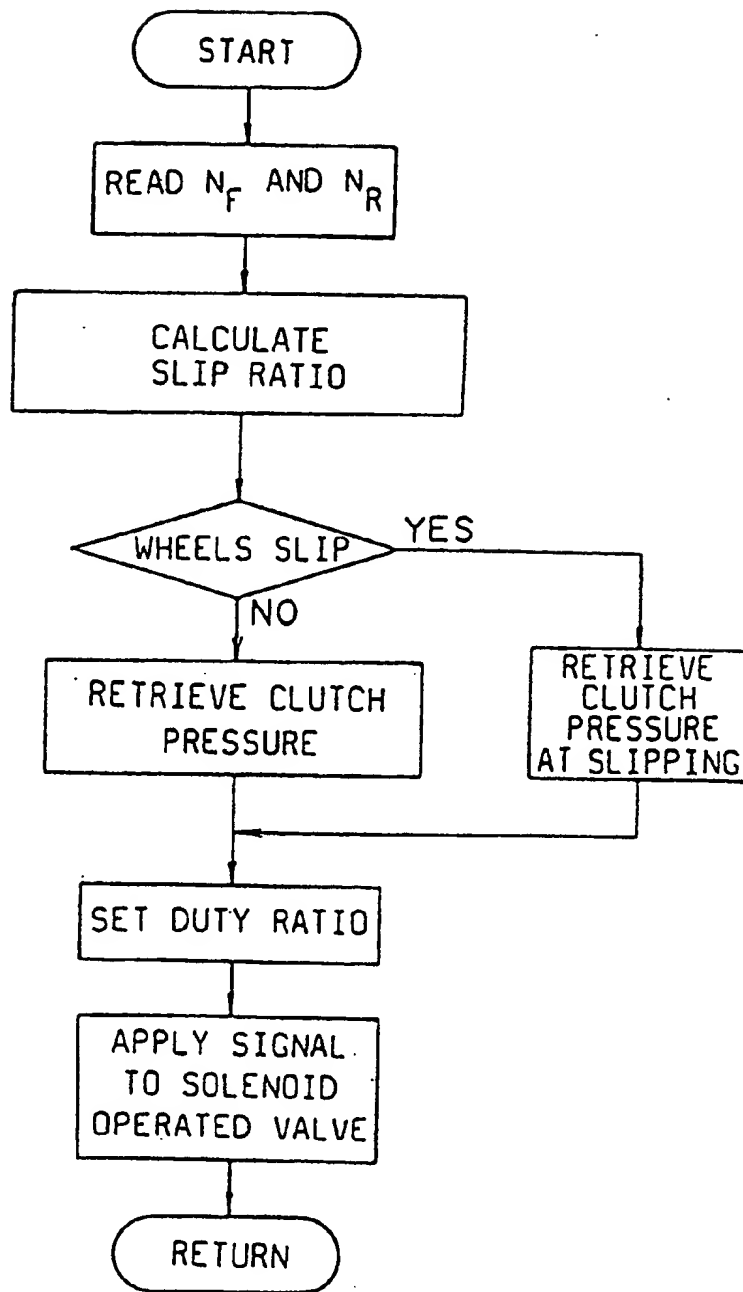 START
READ N_F AND N_R
CALCULATE
SLIP RATIO
WHEELS SLIP
YES
NO
RETRIEVE CLUTCH
PRESSURE
RETRIEVE
CLUTCH
PRESSURE
AT SLIPPING
SET DUTY RATIO
APPLY SIGNAL
TO SOLENOID
OPERATED VALVE
RETURN